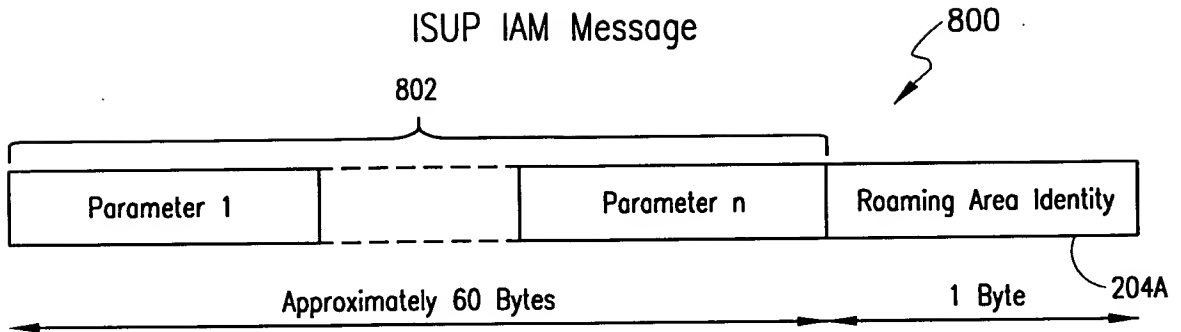 ISUP IAM Message
800
802
Parameter 1
Parameter n
Roaming Area Identity
204A
Approximately 60 Bytes
1 Byte